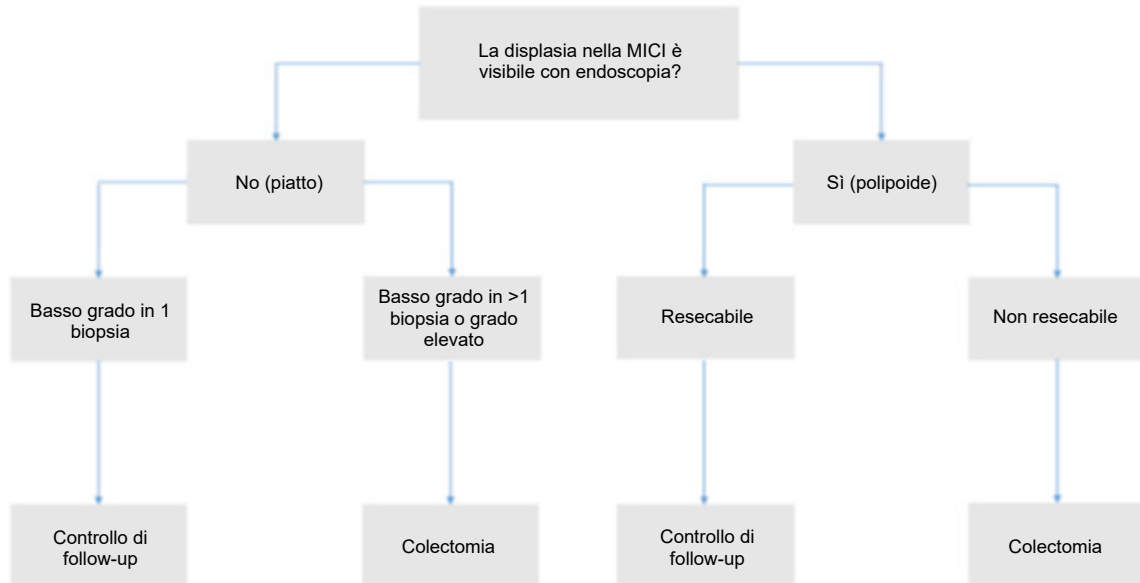 La displasia nella MICI è
visibile con endoscopia?
No (piatto)
Sì (polipoide)
Basso grado in 1
biopsia
Basso grado in >1
biopsia o grado
elevato
Resecabile
Non resecabile
Controllo di
follow-up
Colectomia
Controllo di
follow-up
Colectomia